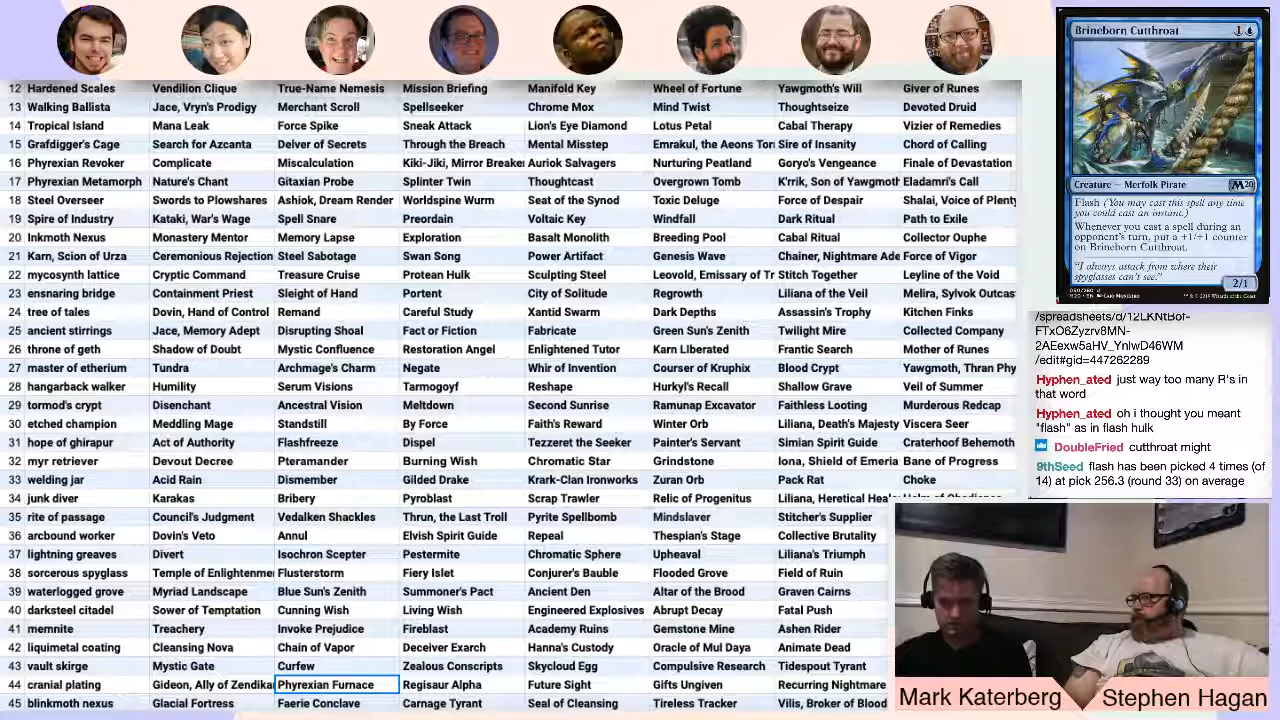 12 Hardened Scales Vendilion Clique True-Name Nemesis Mission Briefing Manifold Key Wheel of Fortune Yawgmoth's Will Giver of Runes
13 Walking Ballista Jace, Vryn's Prodigy Merchant Scroll Spellseeker Chrome Mox Mind Twist Thoughtseize Devoted Druid
14 Tropical Island Mana Leak Force Spike Sneak Attack Lion's Eye Diamond Lotus Petal Cabal Therapy Vizier of Remedies
15 Grafdigger's Cage Search for Azcanta Delver of Secrets Through the Breach Mental Misstep Emrakul, the Aeons Torn Sire of Insanity Chord of Calling
16 Phyrexian Revoker Complicate Miscalculation Kiki-Jiki, Mirror Breaker Auriok Salvagers Nurturing Peatland Goryo's Vengeance Finale of Devastation
17 Phyrexian Metamorph Nature's Chant Gitaxian Probe Splinter Twin Thoughtcast Overgrown Tomb K'rrik, Son of Yawgmoth Eladamri's Call
18 Steel Overseer Swords to Plowshares Ashiok, Dream Render Worldspine Wurm Seat of the Synod Toxic Deluge Force of Despair Shalai, Voice of Plenty
19 Spire of Industry Kataki, War's Wage Spell Snare Preordain Voltaic Key Windfall Dark Ritual Path to Exile
20 Inkmoth Nexus Monastery Mentor Memory Lapse Exploration Basalt Monolith Breeding Pool Cabal Ritual Collector Ouphe
21 Karn, Scion of Urza Ceremonious Rejection Steel Sabotage Swan Song Power Artifact Genesis Wave Chainer, Nightmare Ade Force of Vigor
22 mycosynth lattice Cryptic Command Treasure Cruise Protean Hulk Sculpting Steel Leovold, Emissary of Tr Stitch Together Leyline of the Void
23 ensnaring bridge Containment Priest Sleight of Hand Portent City of Solitude Regrowth Liliana of the Veil Melira, Sylvok Outcas
24 tree of tales Dovin, Hand of Control Remand Careful Study Xantid Swarm Dark Depths Assassin's Trophy Kitchen Finks
25 ancient stirrings Jace, Memory Adept Disrupting Shoal Fact or Fiction Fabricate Green Sun's Zenith Twilight Mire Collected Company
26 throne of geth Shadow of Doubt Mystic Confluence Restoration Angel Enlightened Tutor Karn LIberated Frantic Search Mother of Runes
27 master of etherium Tundra Archmage's Charm Negate Whir of Invention Courser of Kruphix Blood Crypt Yawgmoth, Thran Phy
28 hangarback walker Humility Serum Visions Tarmogoyf Reshape Hurkyl's Recall Shallow Grave Veil of Summer
29 tormod's crypt Disenchant Ancestral Vision Meltdown Second Sunrise Ramunap Excavator Faithless Looting Murderous Redcap
30 etched champion Meddling Mage Standstill By Force Faith's Reward Winter Orb Liliana, Death's Majesty Viscera Seer
31 hope of ghirapur Act of Authority Flashfreeze Dispel Tezzeret the Seeker Painter's Servant Simian Spirit Guide Craterhoof Behemoth
32 myr retriever Devout Decree Pteramander Burning Wish Chromatic Star Grindstone Iona, Shield of Emeria Bane of Progress
33 welding jar Acid Rain Dismember Gilded Drake Krark-Clan Ironworks Zuran Orb Pack Rat Choke
34 junk diver Karakas Bribery Pyroblast Scrap Trawler Relic of Progenitus Liliana, Heretical Heal Helm of Obedience
35 rite of passage Council's Judgment Vedalken Shackles Thrun, the Last Troll Pyrite Spellbomb Mindslaver Stitcher's Supplier
36 arcbound worker Dovin's Veto Annul Elvish Spirit Guide Repeal Thespian's Stage Collective Brutality
37 lightning greaves Divert Isochron Scepter Pestermite Chromatic Sphere Upheaval Liliana's Triumph
38 sorcerous spyglass Temple of Enlightenme Flusterstorm Fiery Islet Conjurer's Bauble Flooded Grove Field of Ruin
39 waterlogged grove Myriad Landscape Blue Sun's Zenith Summoner's Pact Ancient Den Altar of the Brood Graven Cairns
40 darksteel citadel Sower of Temptation Cunning Wish Living Wish Engineered Explosives Abrupt Decay Fatal Push
41 memnite Treachery Invoke Prejudice Fireblast Academy Ruins Gemstone Mine Ashen Rider
42 liquimetal coating Cleansing Nova Chain of Vapor Deceiver Exarch Hanna's Custody Oracle of Mul Daya Animate Dead
43 vault skirge Mystic Gate Curfew Zealous Conscripts Skycloud Egg Compulsive Research Tidespout Tyrant
44 cranial plating Gideon, Ally of Zendika Phyrexian Furnace Regisaur Alpha Future Sight Gifts Ungiven Recurring Nightmare
45 blinkmoth nexus Glacial Fortress Faerie Conclave Carnage Tyrant Seal of Cleansing Tireless Tracker Vilis, Broker of Blood
Brineborn Cutthroat 1
Creature — Merfolk Pirate M20
Flash (You may cast this spell any time
you could cast an instant.)
Whenever you cast a spell during an
opponent's turn, put a +1/+1 counter
on Brineborn Cutthroat.
"I always attack from where their
spyglasses can't see."
2/1
/spreadsheets/d/12LKNtBof-
FTxO6Zyzrv8MN-
2AEexw5aHV_YnlwD46WM
/edit#gid=447262289
Hyphen_ated just way too many R's in
that word
Hyphen_ated oh i thought you meant
"flash" as in flash hulk
DoubleFried cutthroat might
9thSeed flash has been picked 4 times (of
14) at pick 256.3 (round 33) on average
Mark Katerberg Stephen Hagan